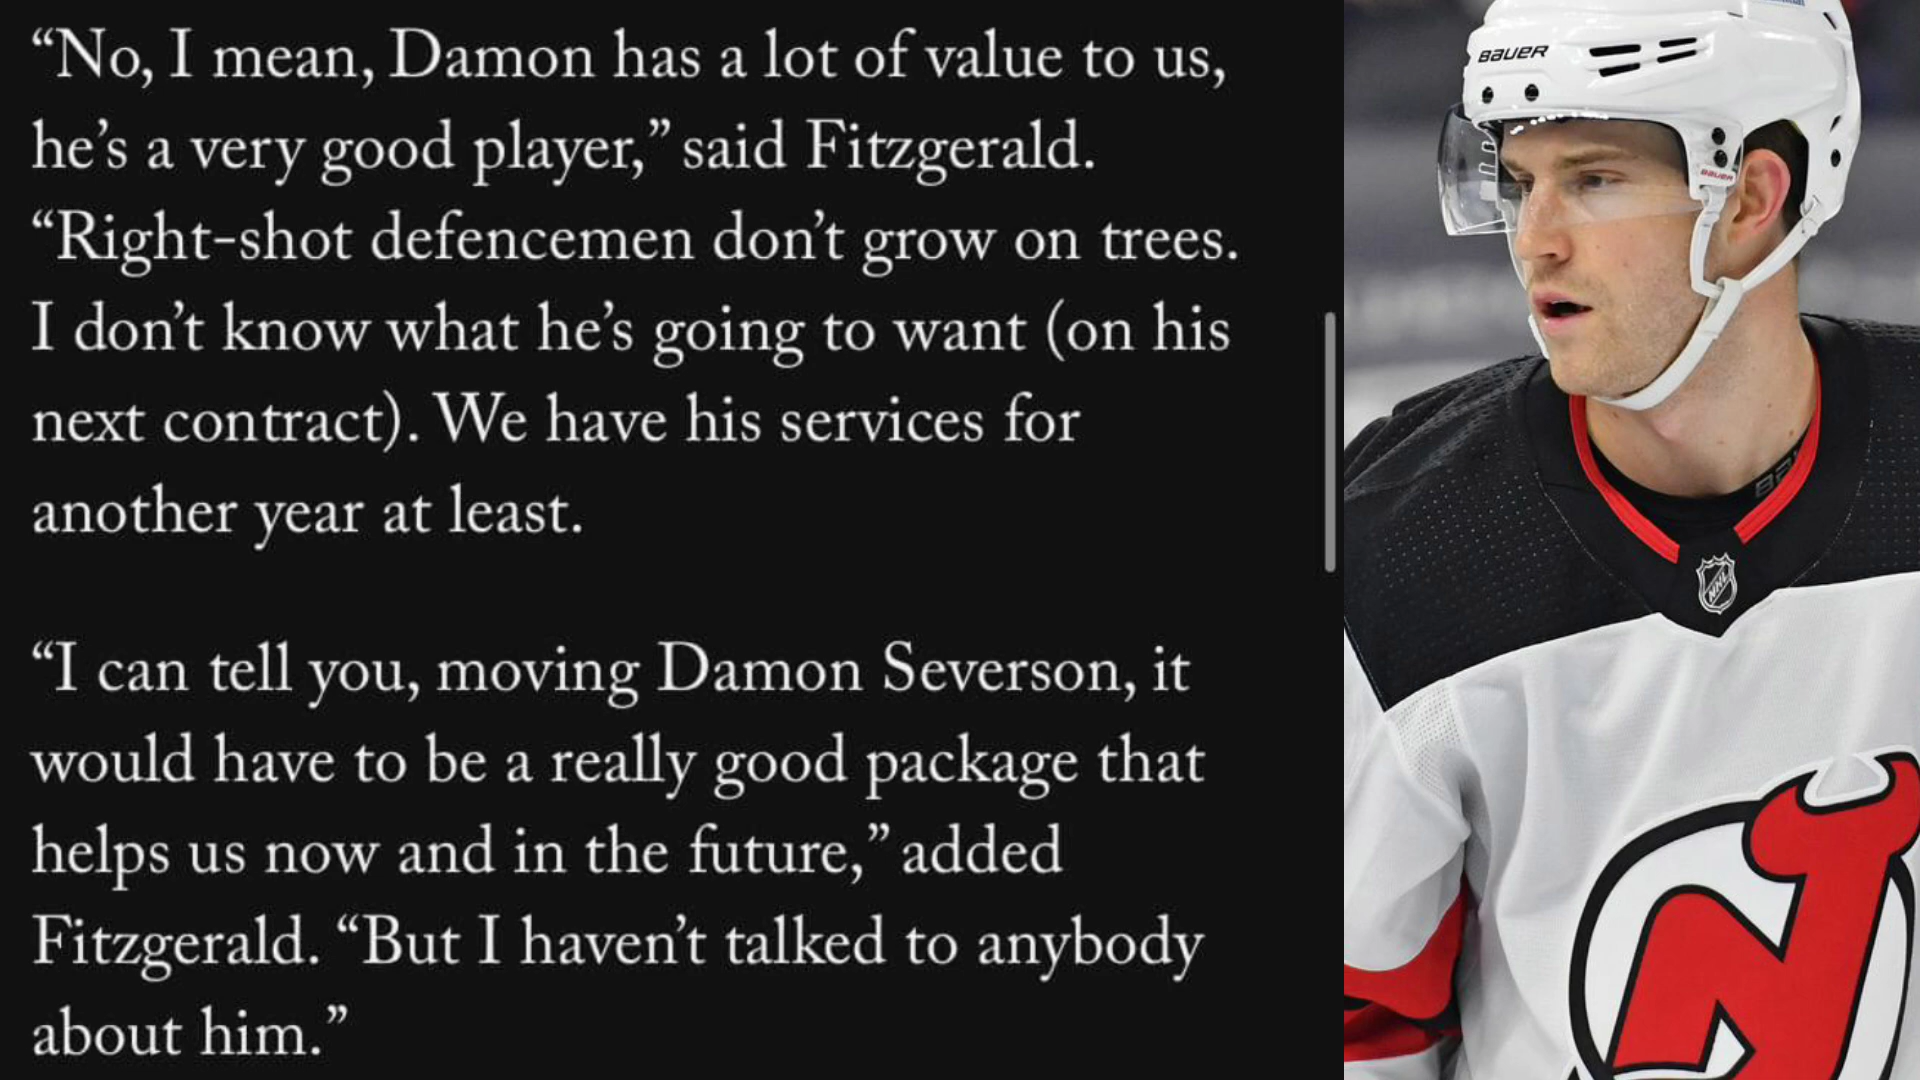 “No, I mean, Damon has a lot of value to us,
he’s a very good player,” said Fitzgerald.
“Right-shot defencemen don’t grow on trees.
I don’t know what he’s going to want (on his
next contract). We have his services for
another year at least.
“I can tell you, moving Damon Severson, it
would have to be a really good package that
helps us now and in the future,” added
Fitzgerald. “But I haven’t talked to anybody
about him.”
BAUER
BAUER
NHL